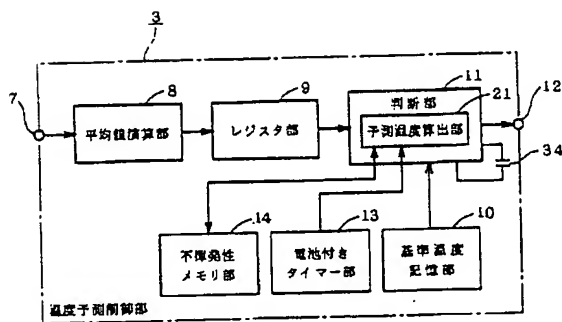 3
7
8
平均値演算部
9
レジスタ部
11
判断部
21
予測温度算出部
12
34
14
不揮発性
メモリ部
13
電池付き
タイマー部
10
基準温度
記憶部
温度予測制御部